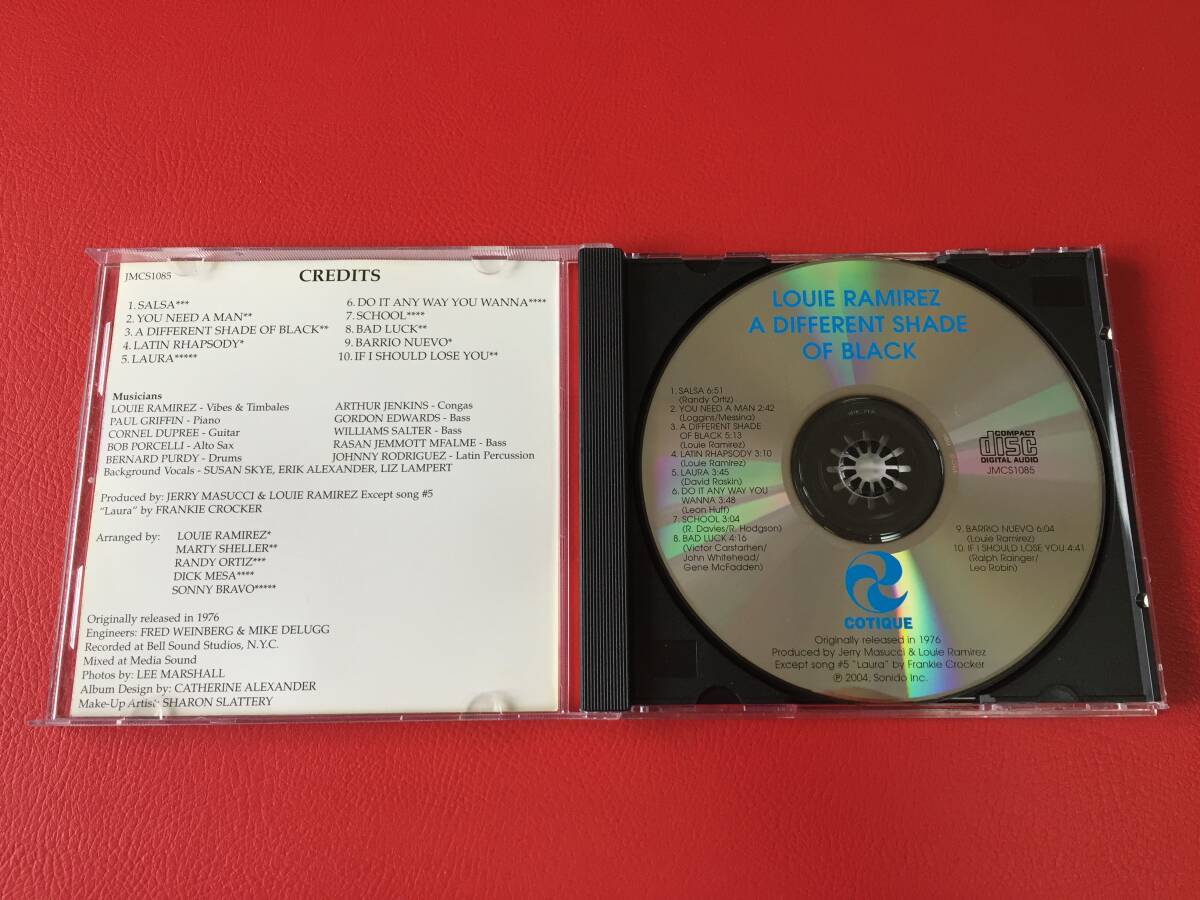 JMCS1085
CREDITS
1. SALSA***
2. YOU NEED A MAN**
3. A DIFFERENT SHADE OF BLACK**
4. LATIN RHAPSODY*
5. LAURA*****
6. DO IT ANY WAY YOU WANNA****
7. SCHOOL****
8. BAD LUCK**
9. BARRIO NUEVO*
10. IF I SHOULD LOSE YOU**
Musicians
LOUIE RAMIREZ - Vibes & Timbales
PAUL GRIFFIN - Piano
CORNEL DUPREE - Guitar
BOB PORCELLI - Alto Sax
BERNARD PURDY - Drums
ARTHUR JENKINS - Congas
GORDON EDWARDS - Bass
WILLIAMS SALTER - Bass
RASAN JEMMOTT MFALME - Bass
JOHNNY RODRIGUEZ - Latin Percussion
Background Vocals - SUSAN SKYE, ERIK ALEXANDER, LIZ LAMPERT
Produced by: JERRY MASUCCI & LOUIE RAMIREZ Except song #5
"Laura" by FRANKIE CROCKER
Arranged by: LOUIE RAMIREZ*
MARTY SHELLER**
RANDY ORTIZ***
DICK MESA****
SONNY BRAVO*****
Originally released in 1976
Engineers: FRED WEINBERG & MIKE DELUGG
Recorded at Bell Sound Studios, N.Y.C.
Mixed at Media Sound
Photos by: LEE MARSHALL
Album Design by: CATHERINE ALEXANDER
Make-Up Artist: SHARON SLATTERY
LOUIE RAMIREZ
A DIFFERENT SHADE
OF BLACK
1. SALSA 6:51
(Randy Ortiz)
2. YOU NEED A MAN 2:42
(Loggins/Messina)
3. A DIFFERENT SHADE
OF BLACK 5:13
(Louie Ramirez)
4. LATIN RHAPSODY 3:10
(Louie Ramirez)
5. LAURA 3:45
(David Raskin)
6. DO IT ANY WAY YOU
WANNA 3:48
(Leon Huff)
7. SCHOOL 3:04
(R. Davies/R. Hodgson)
8. BAD LUCK 4:16
(Victor Carstarhen/
John Whitehead/
Gene McFadden)
COMPACT
disc
DIGITAL AUDIO
JMCS1085
9. BARRIO NUEVO 6:04
(Louie Ramirez)
10. IF I SHOULD LOSE YOU 4:41
(Ralph Rainger/
Leo Robin)
COTIQUE
Originally released in 1976
Produced by Jerry Masucci & Louie Ramirez
Except song #5 "Laura" by Frankie Crocker
℗ 2004, Sonido Inc.